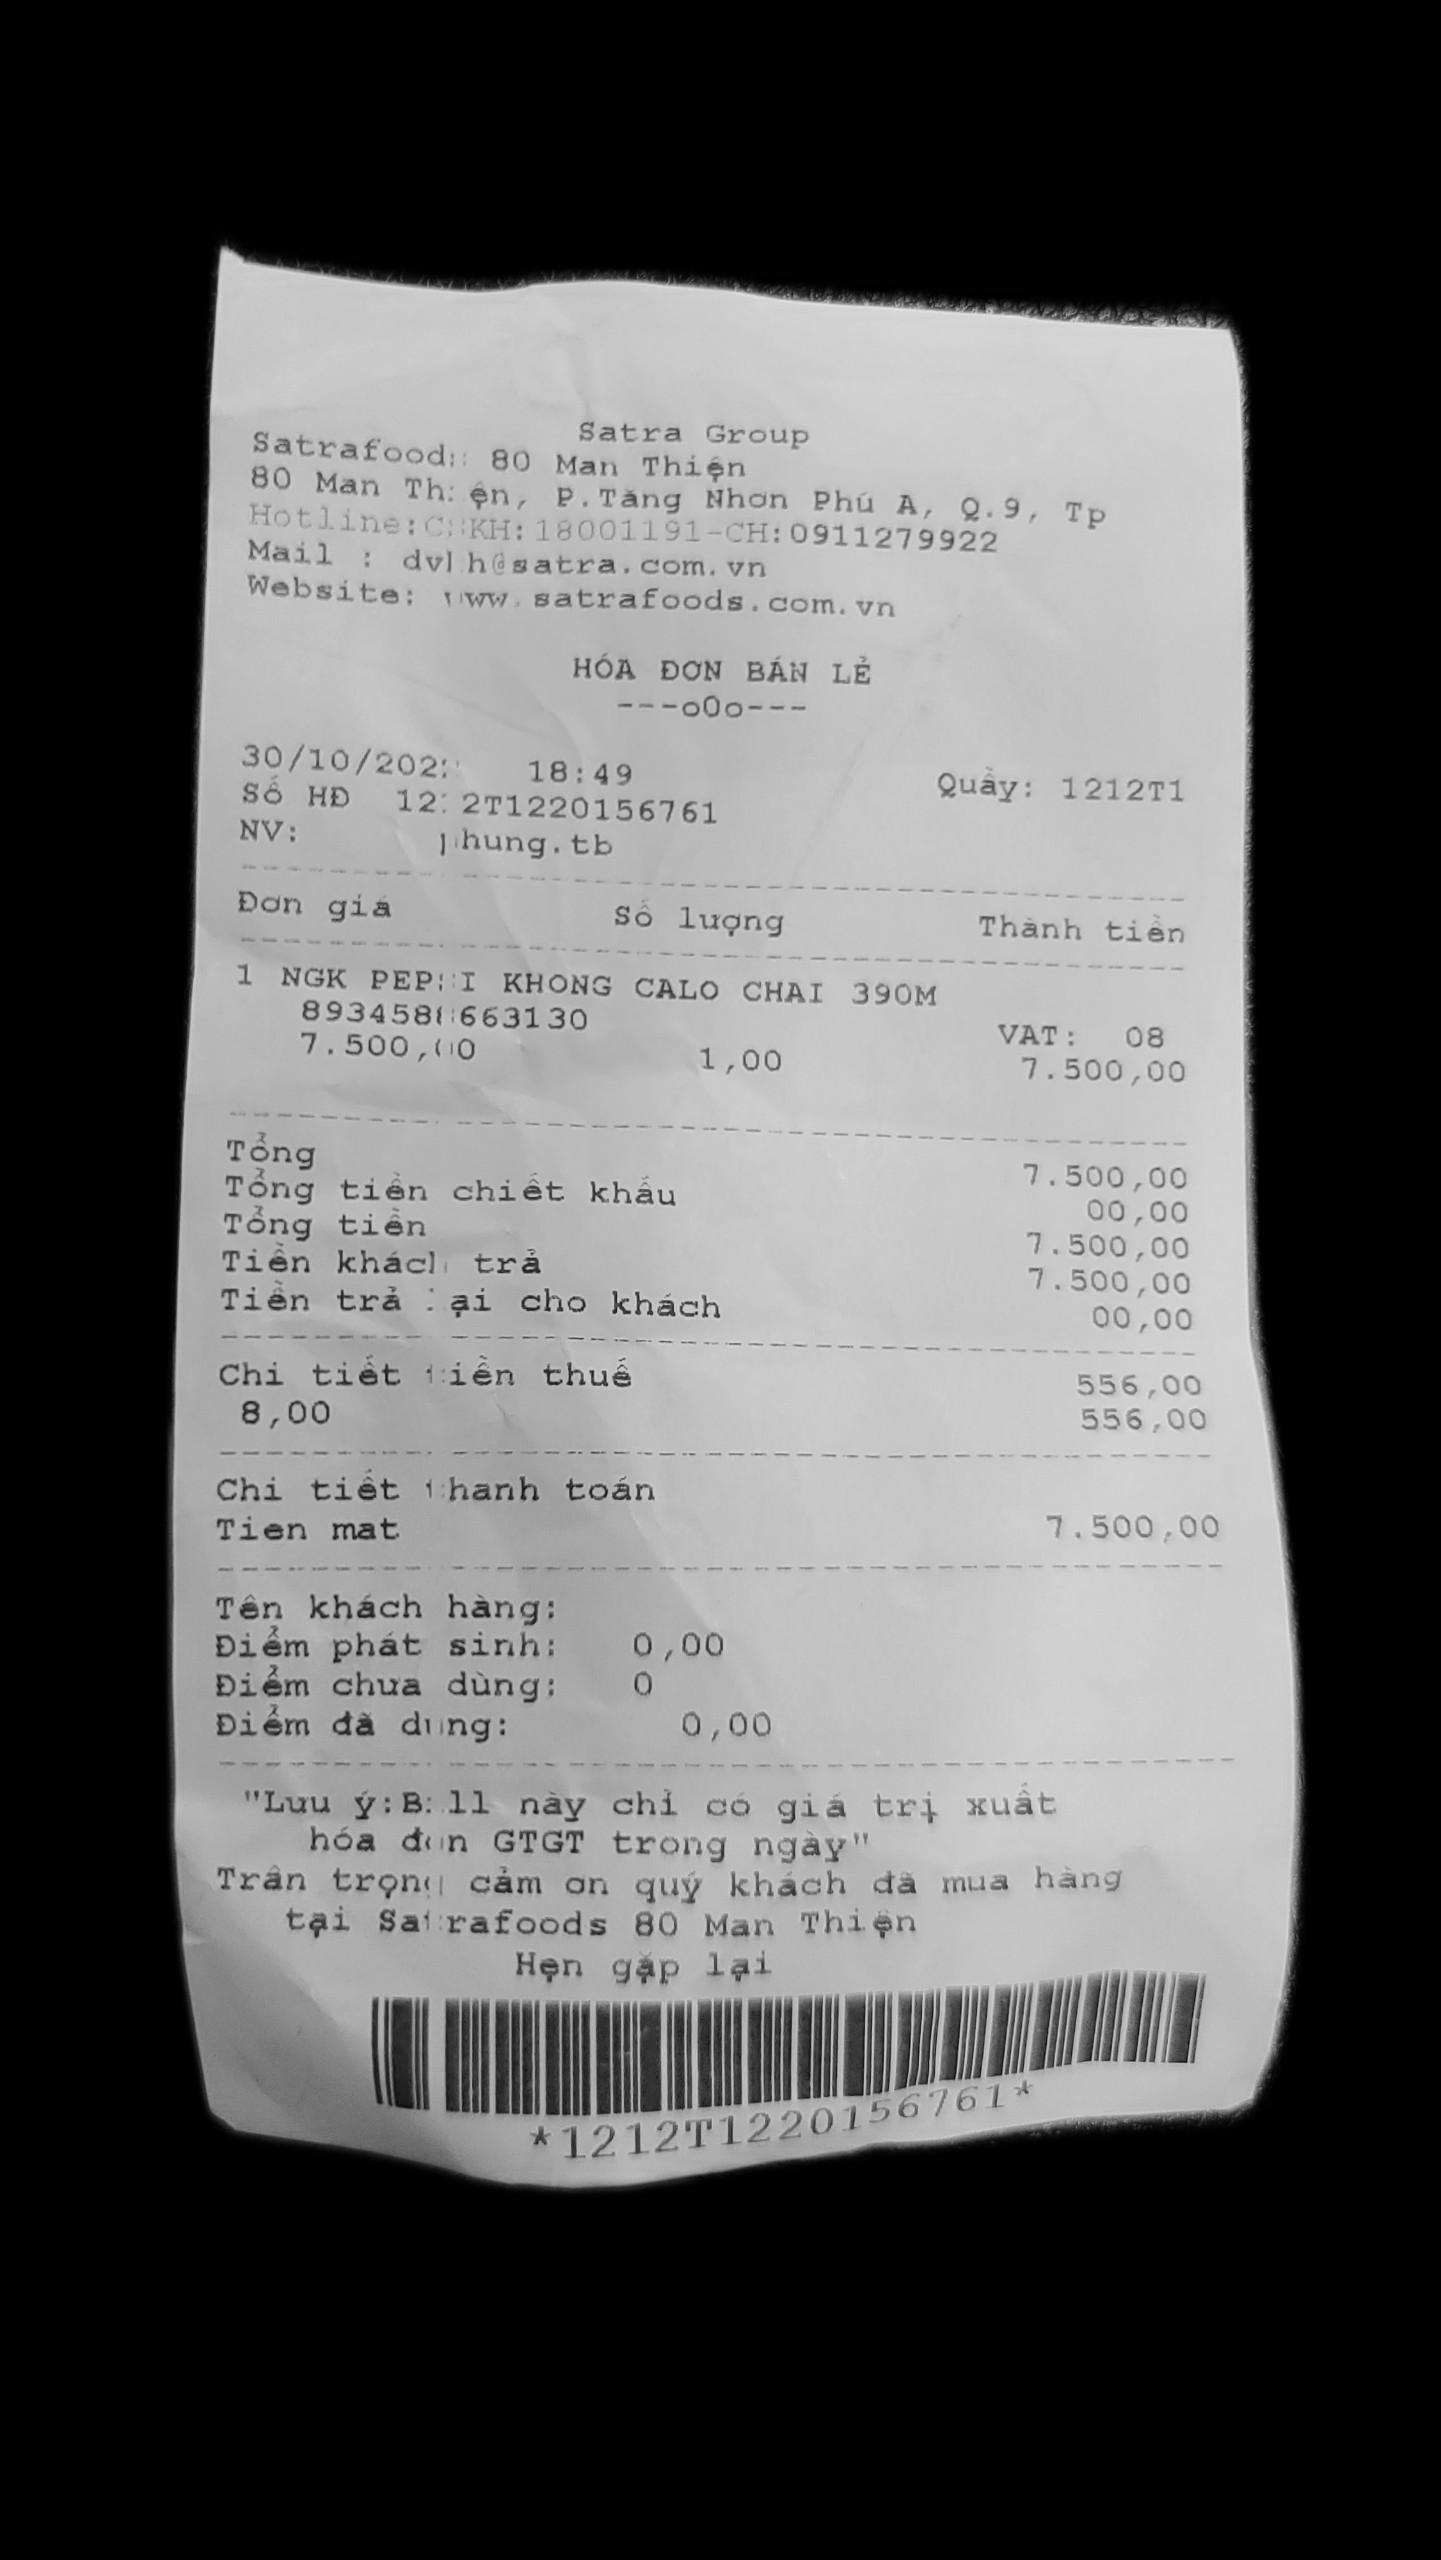 Satra Group
Satrafoods 80 Man Thiện
80 Man Thiện, P.Tăng Nhơn Phú A, Q.9, Tp
Hotline:CSKH:18001191-CH:0911279922
Mail : dvkh@satra.com.vn
Website: www.satrafoods.com.vn
HÓA ĐƠN BÁN LẺ
---oOo---
18:49 Quầy: 1212T1
Số HĐ 1212T1220156761
NV: phung.tb
Đơn giá Số lượng Thành tiền
1 NGK PEPSI KHONG CALO CHAI 390M
8934588663130 VAT: 08
7.500,00 1,00 7.500,00
Tổng 7.500,00
Tổng tiền chiết khấu 00,00
Tổng tiền 7.500,00
Tiền khách trả 7.500,00
Tiền trả lại cho khách 00,00
Chi tiết tiền thuế 556,00
8,00 556,00
Chi tiết thanh toán
Tien mat 7.500,00
Tên khách hàng:
Điểm phát sinh: 0,00
Điểm chưa dùng: 0
Điểm đã dùng: 0,00
"Lưu ý:Bill này chỉ có giá trị xuất
hóa đơn GTGT trong ngày"
Trân trọng cảm ơn quý khách đã mua hàng
tại Satrafoods 80 Man Thiện
Hẹn gặp lại
*1212T1220156761*